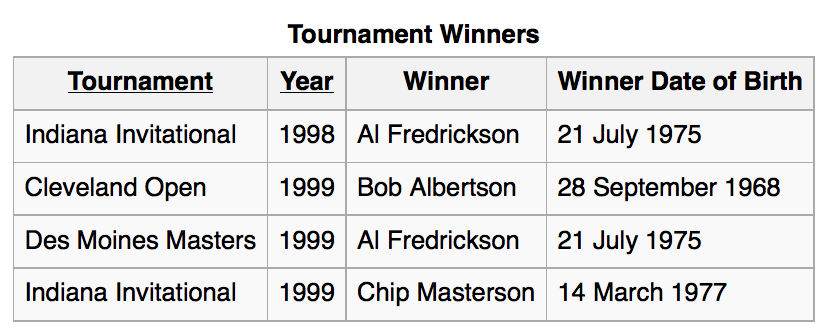 Tournament Winners
Tournament Year Winner Winner Date of Birth
Indiana Invitational 1998 Al Fredrickson 21 July 1975
Cleveland Open 1999 Bob Albertson 28 September 1968
Des Moines Masters 1999 Al Fredrickson 21 July 1975
Indiana Invitational 1999 Chip Masterson 14 March 1977